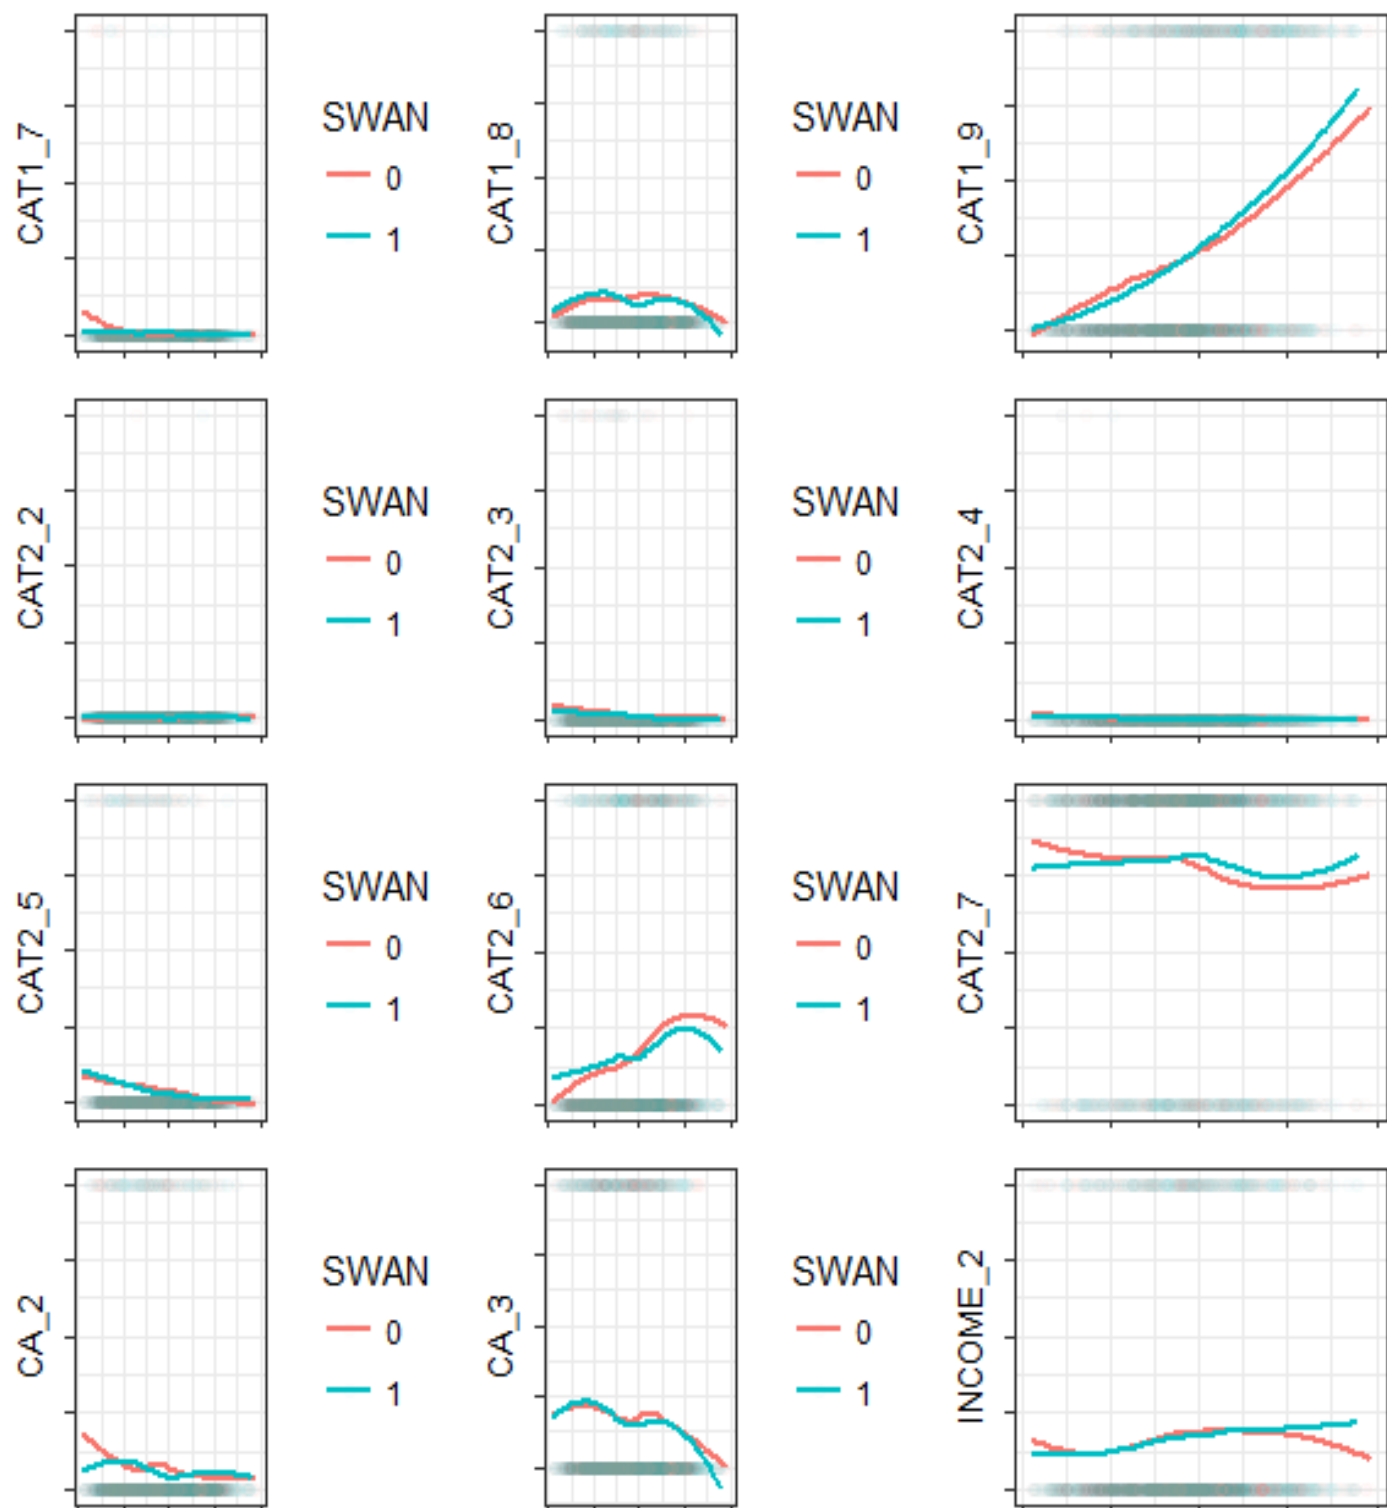 CAT1_7
SWAN
0
1
CAT1_8
SWAN
0
1
CAT1_9
CAT2_2
SWAN
0
1
CAT2_3
SWAN
0
1
CAT2_4
CAT2_5
SWAN
0
1
CAT2_6
SWAN
0
1
CAT2_7
CA_2
SWAN
0
1
CA_3
SWAN
0
1
INCOME_2